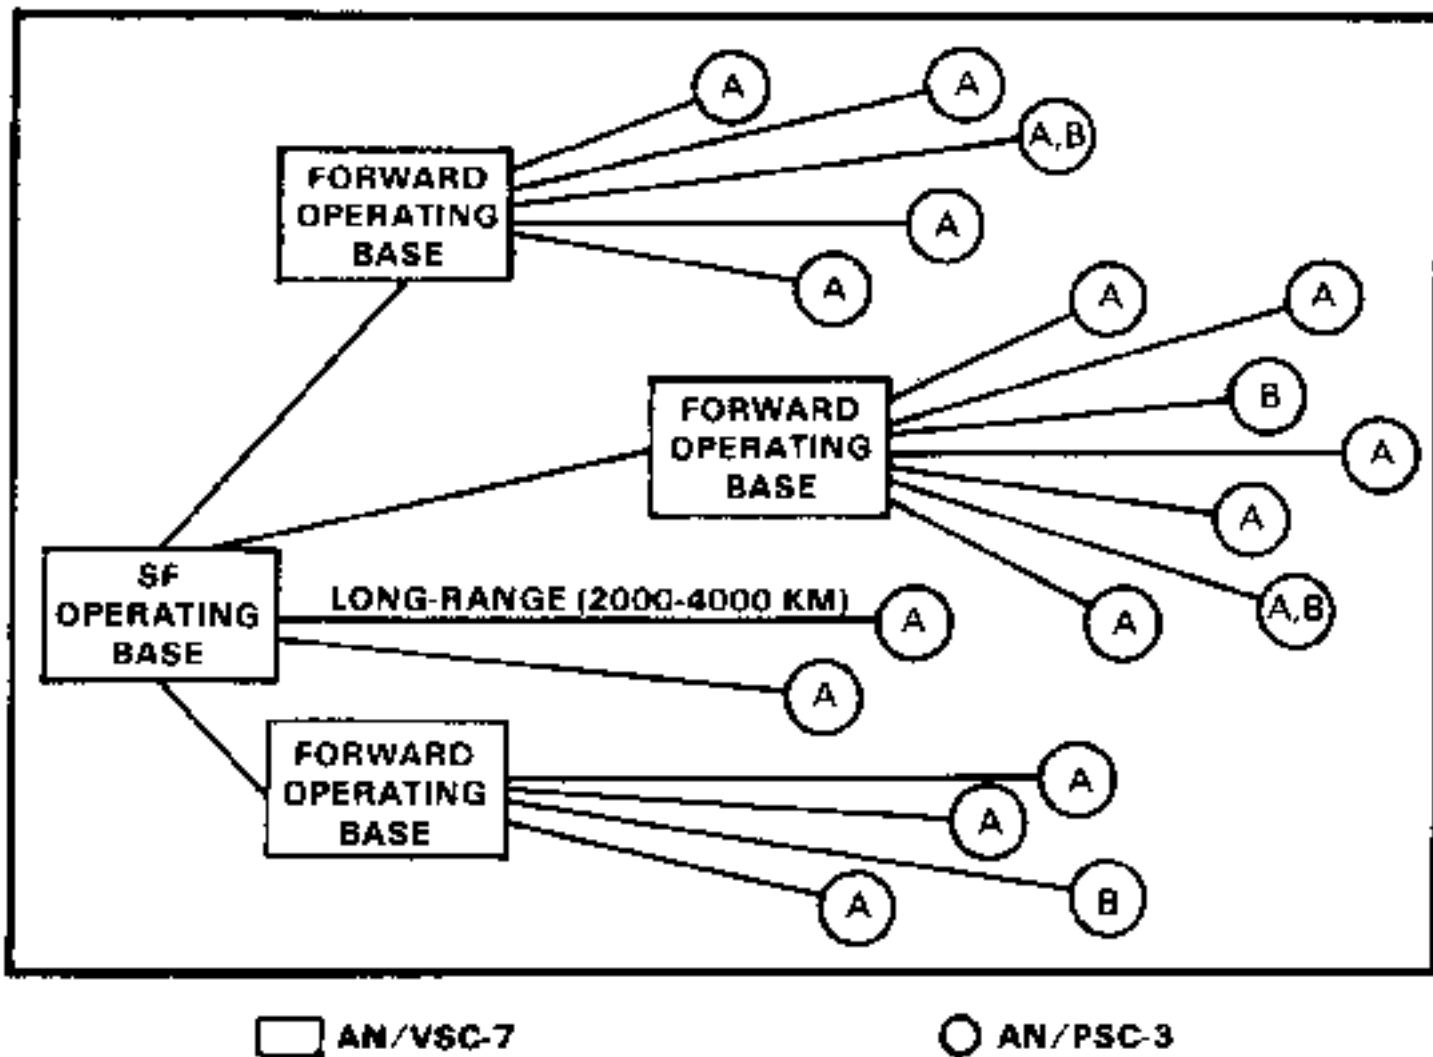 A
A
A,B
FORWARD
OPERATING
BASE
A
A
A
A
FORWARD
OPERATING
BASE
B
A
A
A,B
A
SF
OPERATING
BASE
LONG-RANGE (2000-4000 KM)
A
A
FORWARD
OPERATING
BASE
A
A
B
A
AN/VSC-7
AN/PSC-3